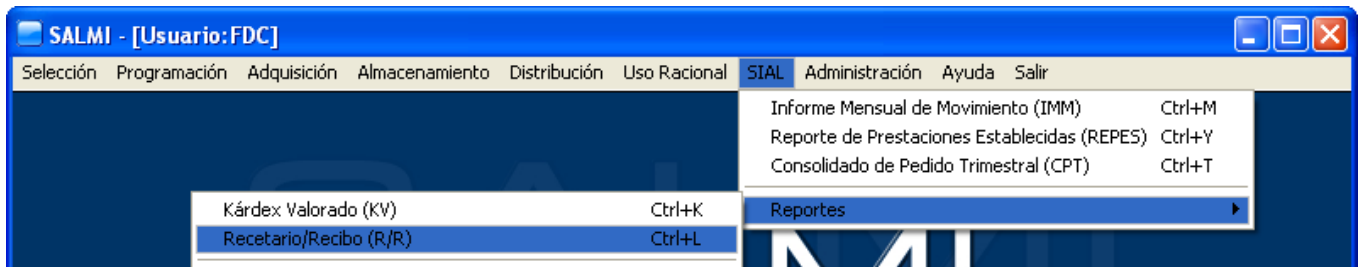 SALMI - [Usuario:FDC]
Selección Programación Adquisición Almacenamiento Distribución Uso Racional SIAL Administración Ayuda Salir
Informe Mensual de Movimiento (IMM) Ctrl+M
Reporte de Prestaciones Establecidas (REPES) Ctrl+Y
Consolidado de Pedido Trimestral (CPT) Ctrl+T
Reportes
Kárdex Valorado (KV) Ctrl+K
Recetario/Recibo (R/R) Ctrl+L